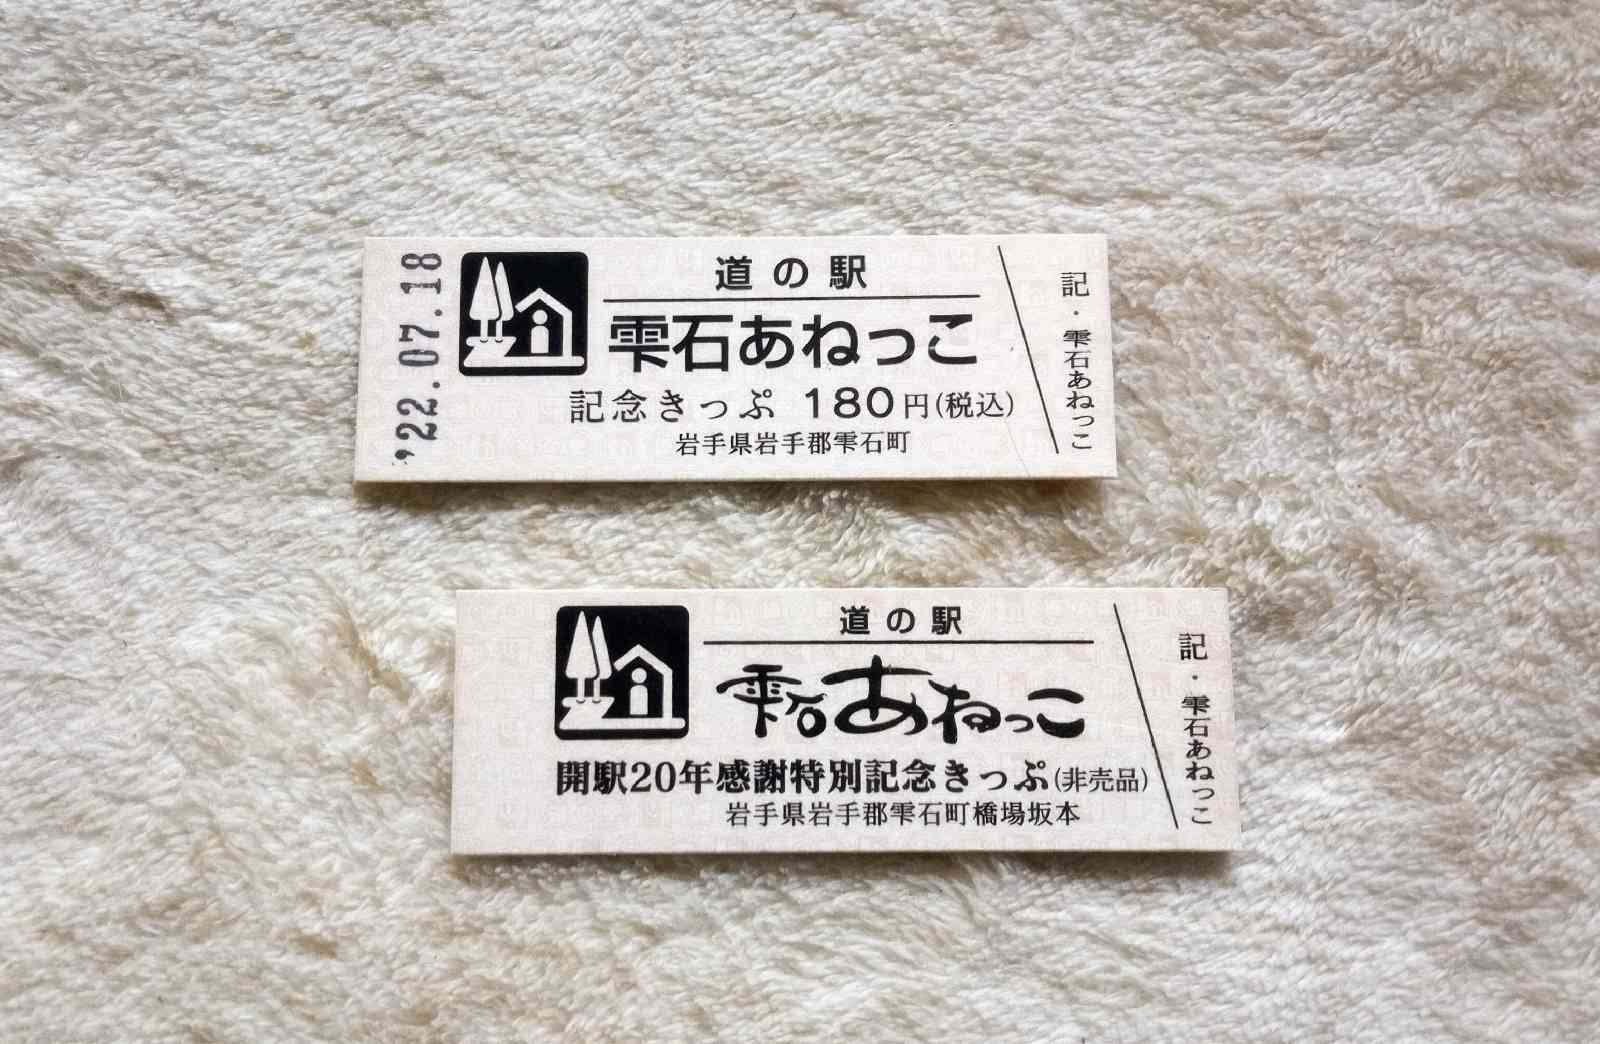 '22.07.18
道の駅
雫石あねっこ
記念きっぷ 180円(税込)
岩手県岩手郡雫石町
記・雫石あねっこ
道の駅
雫石あねっこ
開駅20年感謝特別記念きっぷ(非売品)
岩手県岩手郡雫石町橋場坂本
記・雫石あねっこ